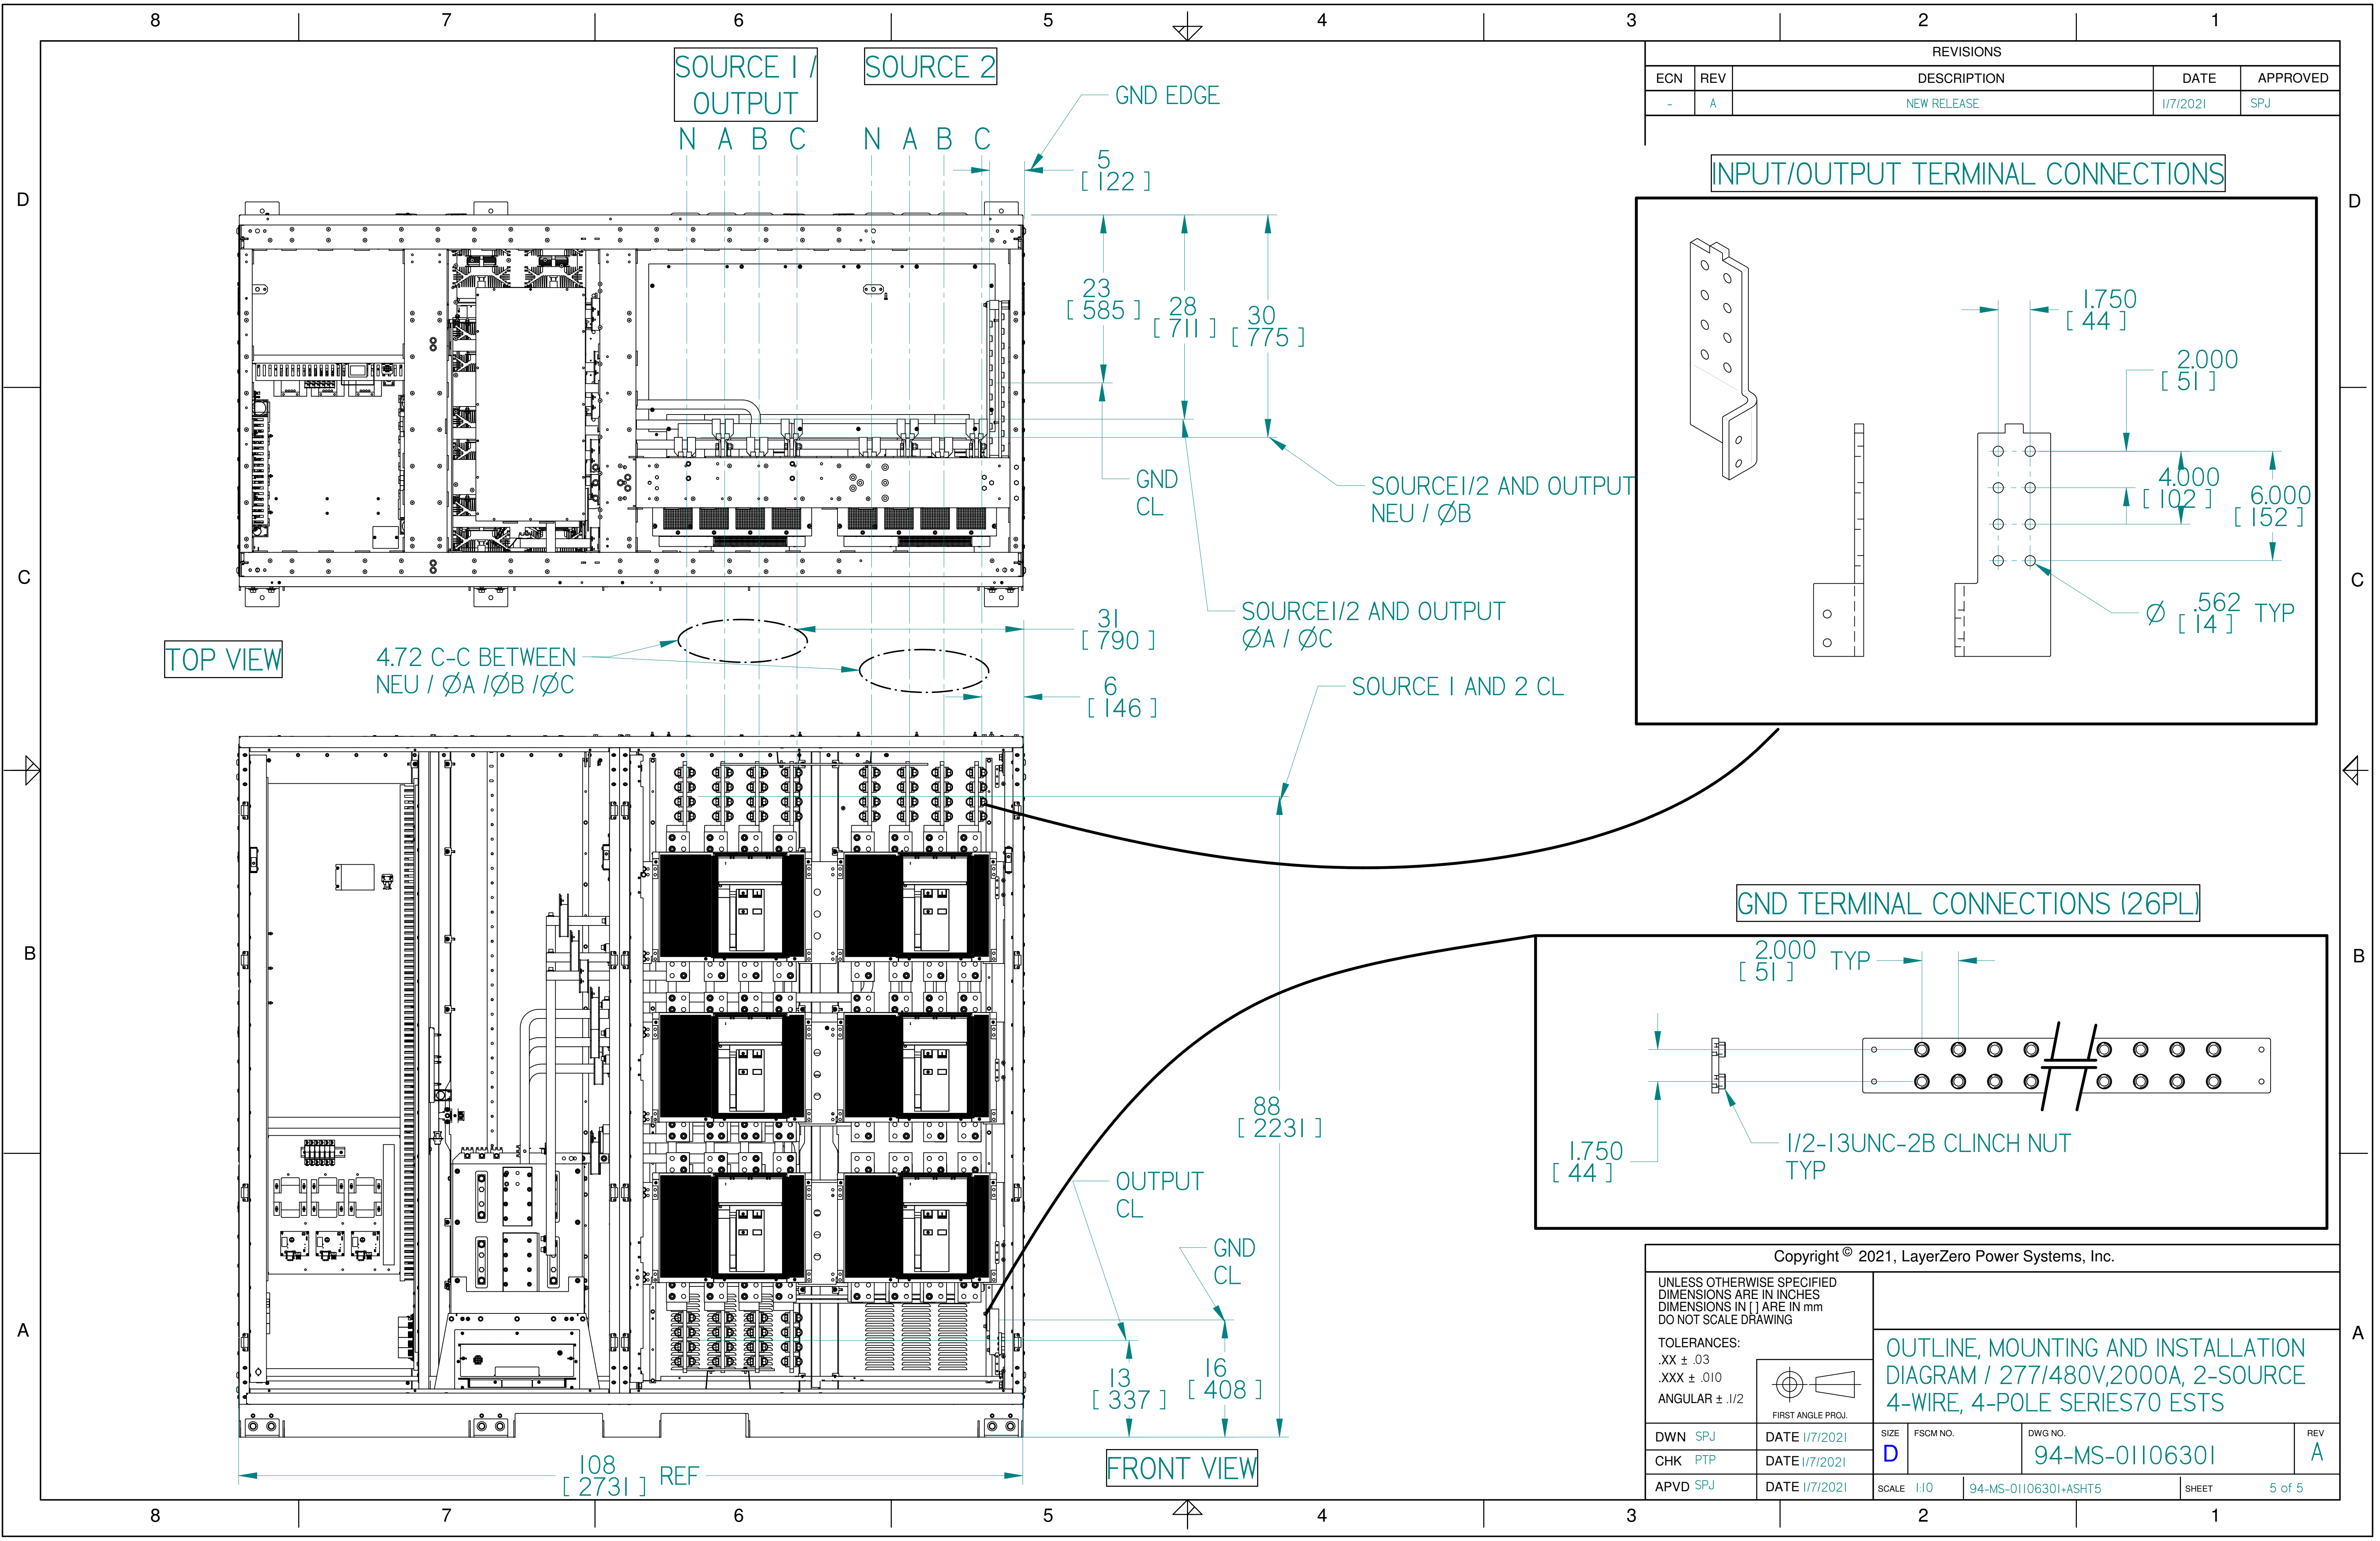 8 7 6 5 4 3 2 1
D
C
B
A
D
C
B
A
8 7 6 5 4 3 2 1
REVISIONS
ECN REV DESCRIPTION DATE APPROVED
- A NEW RELEASE 1/7/2021 SPJ
SOURCE 1 /
OUTPUT
SOURCE 2
N A B C N A B C
GND EDGE
5
[ 122 ]
23
[ 585 ]
28
[ 711 ]
30
[ 775 ]
GND
CL
SOURCE1/2 AND OUTPUT
NEU / ØB
SOURCE1/2 AND OUTPUT
ØA / ØC
31
[ 790 ]
TOP VIEW
4.72 C-C BETWEEN
NEU / ØA /ØB /ØC
6
[ 146 ]
SOURCE 1 AND 2 CL
88
[ 2231 ]
OUTPUT
CL
GND
CL
13
[ 337 ]
16
[ 408 ]
108
[ 2731 ]
REF
FRONT VIEW
INPUT/OUTPUT TERMINAL CONNECTIONS
1.750
[ 44 ]
2.000
[ 51 ]
4.000
[ 102 ]
6.000
[ 152 ]
Ø .562 TYP
[ 14 ]
GND TERMINAL CONNECTIONS (26PL)
2.000
[ 51 ]
TYP
1.750
[ 44 ]
1/2-13UNC-2B CLINCH NUT
TYP
Copyright © 2021, LayerZero Power Systems, Inc.
UNLESS OTHERWISE SPECIFIED
DIMENSIONS ARE IN INCHES
DIMENSIONS IN [ ] ARE IN mm
DO NOT SCALE DRAWING
TOLERANCES:
.XX ± .03
.XXX ± .010
ANGULAR ± .1/2
FIRST ANGLE PROJ.
OUTLINE, MOUNTING AND INSTALLATION
DIAGRAM / 277/480V,2000A, 2-SOURCE
4-WIRE, 4-POLE SERIES70 ESTS
DWN SPJ DATE 1/7/2021
CHK PTP DATE 1/7/2021
APVD SPJ DATE 1/7/2021
SIZE
D
FSCM NO.
DWG NO.
94-MS-01106301
REV
A
SCALE 1:10 94-MS-01106301+ASHT5 SHEET 5 of 5